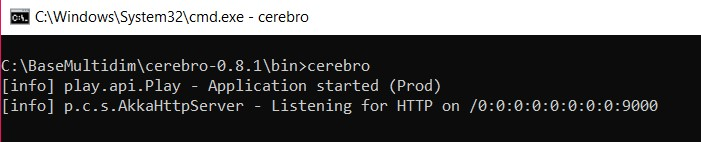 C:\Windows\System32\cmd.exe - cerebro
C:\BaseMultidim\cerebro-0.8.1\bin>cerebro
[info] play.api.Play - Application started (Prod)
[info] p.c.s.AkkaHttpServer - Listening for HTTP on /0:0:0:0:0:0:0:0:9000